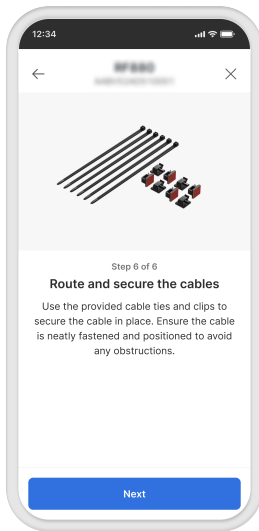 12:34
Step 6 of 6
Route and secure the cables
Use the provided cable ties and clips to
secure the cable in place. Ensure the cable
is neatly fastened and positioned to avoid
any obstructions.
Next